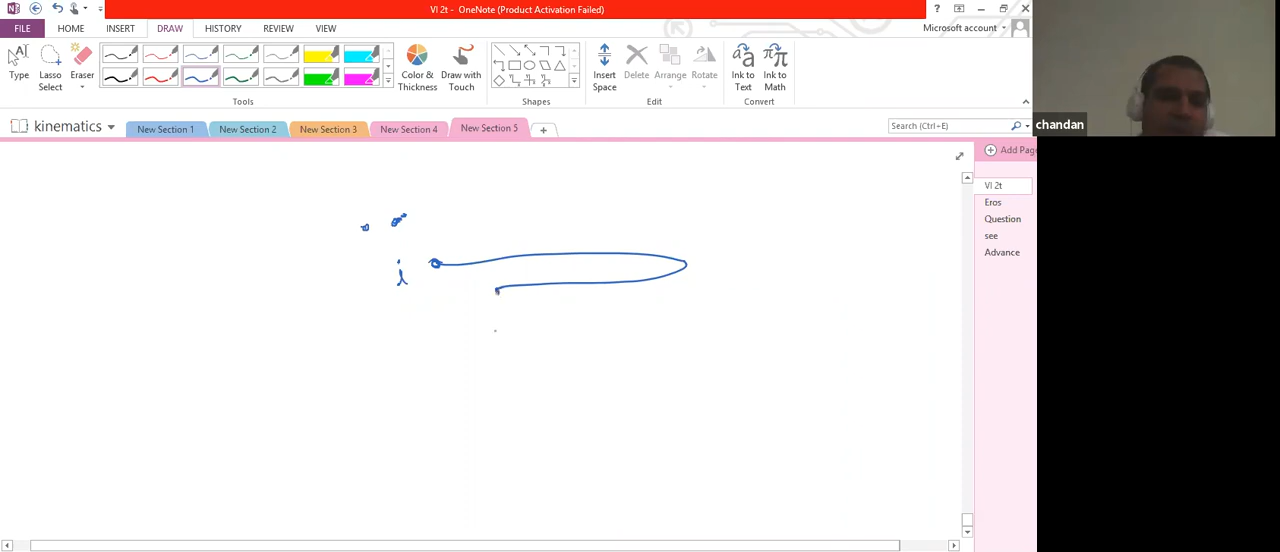 VI 2t - OneNote (Product Activation Failed)
FILE HOME INSERT DRAW HISTORY REVIEW VIEW
Microsoft account
Type
Lasso Select
Eraser
Color & Thickness
Draw with Touch
Insert Space
Delete
Arrange
Rotate
Ink to Text
Ink to Math
Tools
Shapes
Edit
Convert
chandan
kinematics
New Section 1
New Section 2
New Section 3
New Section 4
New Section 5
Search (Ctrl+E)
Add Pag
VI 2t
Eros
Question
see
Advance
i